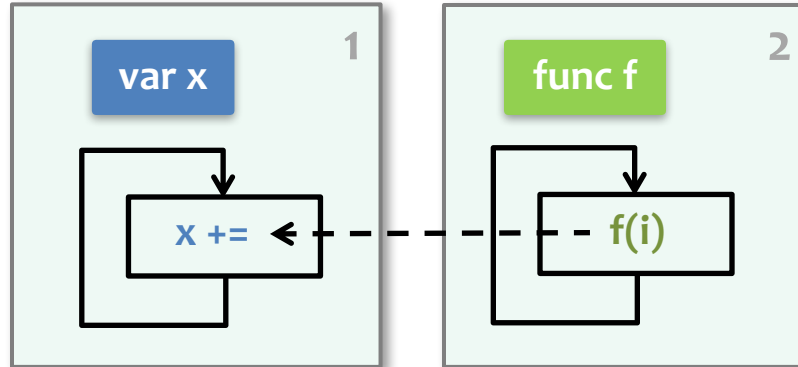 1
var x
x +=
2
func f
f(i)